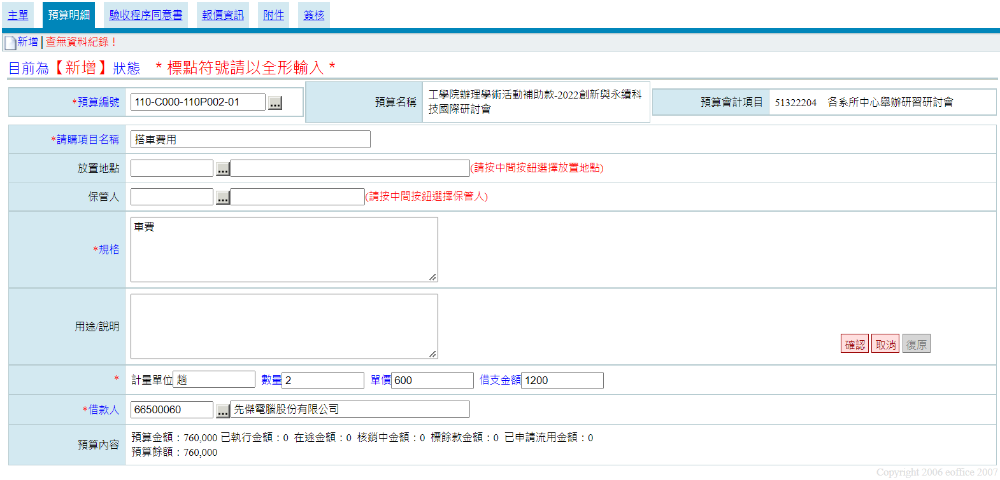 主單 預算明細 驗收程序同意書 報價資訊 附件 簽核
新增 查無資料紀錄！
目前為【新增】狀態 * 標點符號請以全形輸入 *
*預算編號 110-C000-110P002-01 ... 預算名稱 工學院辦理學術活動補助款-2022創新與永續科
技國際研討會 預算會計項目 51322204 各系所中心舉辦研習研討會
*請購項目名稱 搭車費用
放置地點 ... (請按中間按鈕選擇放置地點)
保管人 ... (請按中間按鈕選擇保管人)
*規格 車費
用途/說明
確認 取消 復原
* 計量單位 趟 數量 2 單價 600 借支金額 1200
*借款人 66500060 ... 先傑電腦股份有限公司
預算內容 預算金額：760,000 已執行金額：0 在途金額：0 核銷中金額：0 標餘款金額：0 已申請流用金額：0
預算餘額：760,000
Copyright 2006 eoffice 2007